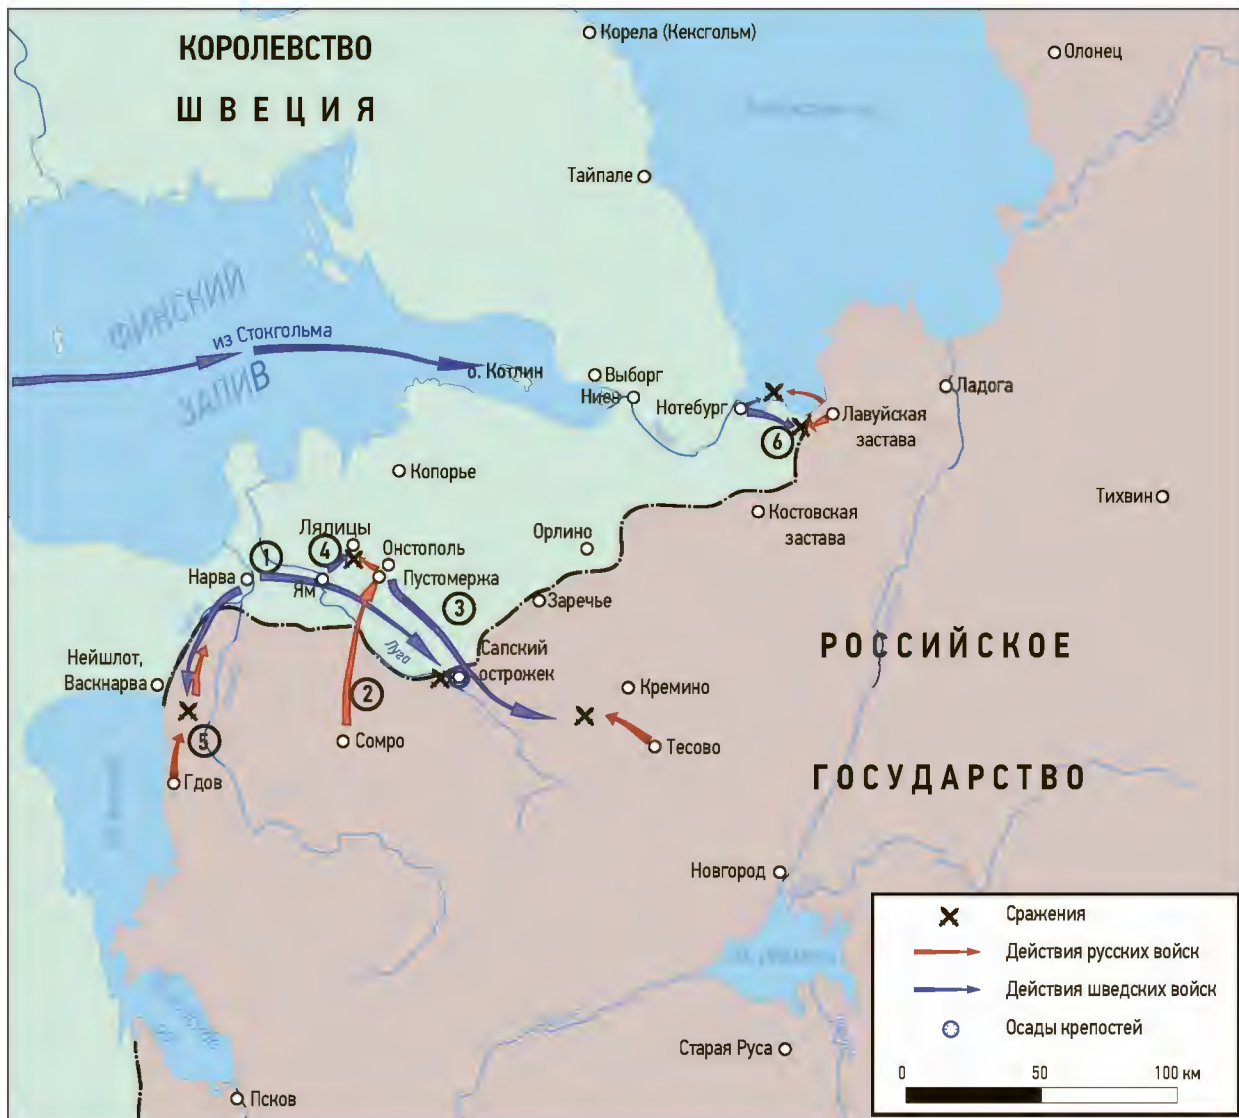 КОРОЛЕВСТВО
ШВЕЦИЯ
Корела (Кексгольм)
Олонец
Тайпале
ФИНСКИЙ
ЗАЛИВ
из Стокгольма
о. Котлин
Выборг
Ниен
Нотебург
Лавуйская
застава
Ладога
6
Копорье
Тихвин
Костовская
застава
Орлино
Лялицы
4
Онстополь
1
Нарва
Ям
Пустомержа
3
Заречье
РОССИЙСКОЕ
Луга
Сапский
острожек
Нейшлот,
Васкнарва
2
Кремино
5
Сомро
Тесово
Гдов
ГОСУДАРСТВО
Новгород
Старая Руса
Псков
Сражения
Действия русских войск
Действия шведских войск
Осады крепостей
0 50 100 км